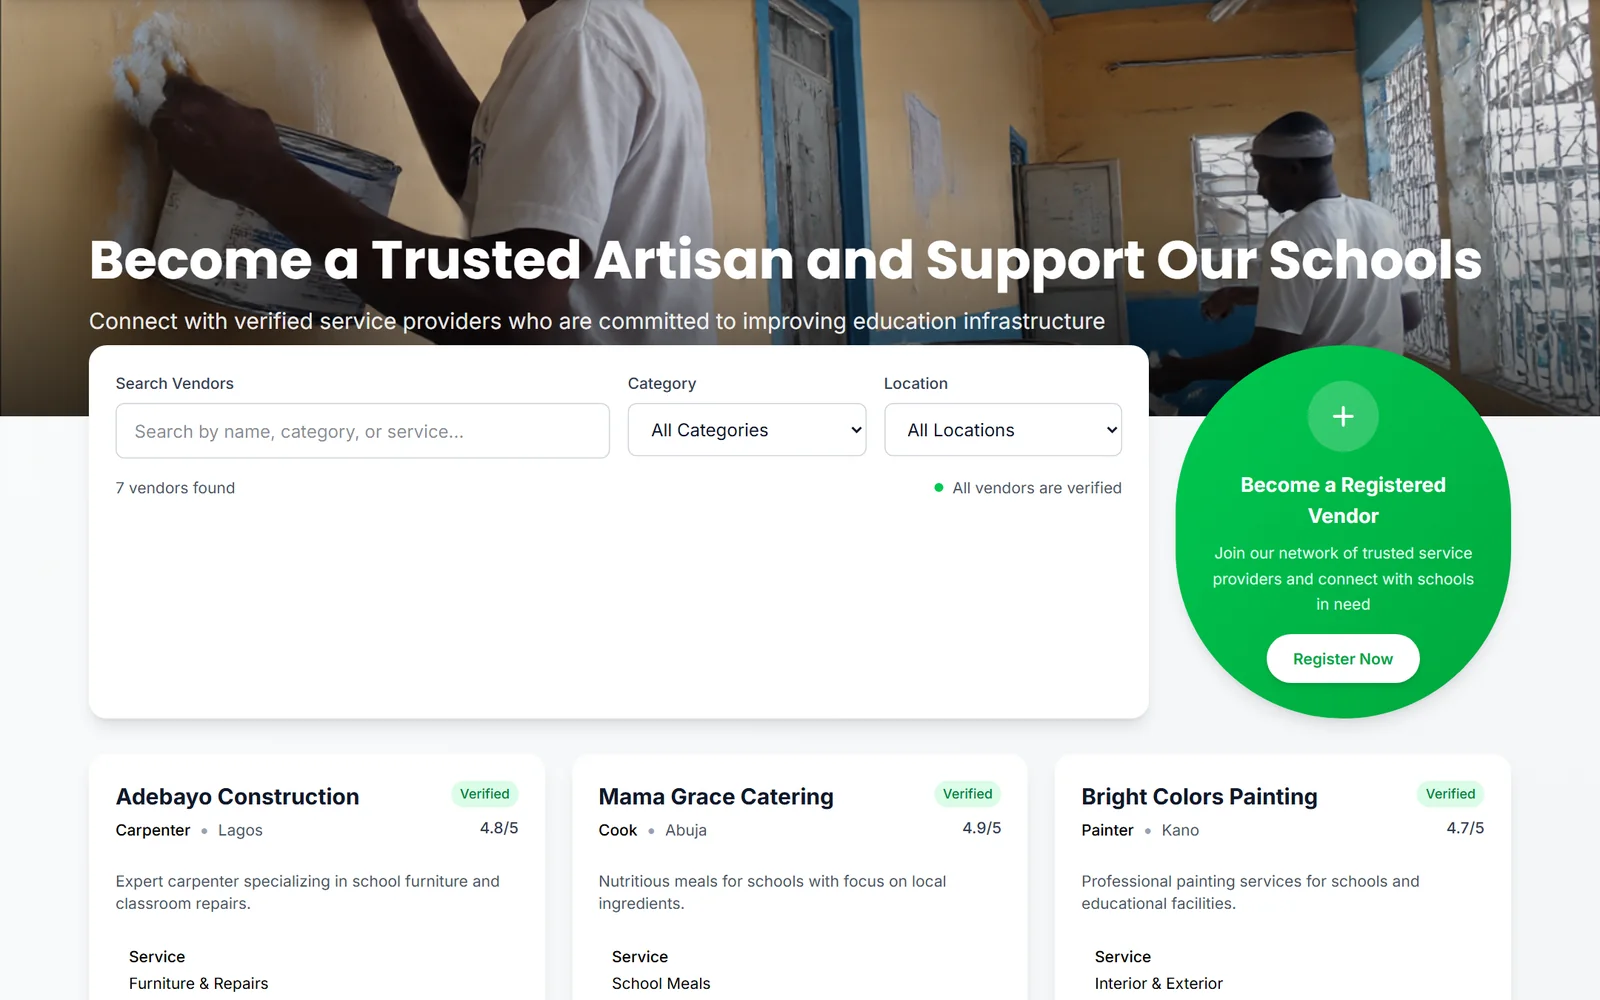 Become a Trusted Artisan and Support Our Schools
Connect with verified service providers who are committed to improving education infrastructure
Search Vendors
Search by name, category, or service...
Category
All Categories
Location
All Locations
7 vendors found
All vendors are verified
Become a Registered
Vendor
Join our network of trusted service
providers and connect with schools
in need
Register Now
Adebayo Construction
Verified
Carpenter • Lagos
4.8/5
Expert carpenter specializing in school furniture and
classroom repairs.
Service
Furniture & Repairs
Mama Grace Catering
Verified
Cook • Abuja
4.9/5
Nutritious meals for schools with focus on local
ingredients.
Service
School Meals
Bright Colors Painting
Verified
Painter • Kano
4.7/5
Professional painting services for schools and
educational facilities.
Service
Interior & Exterior